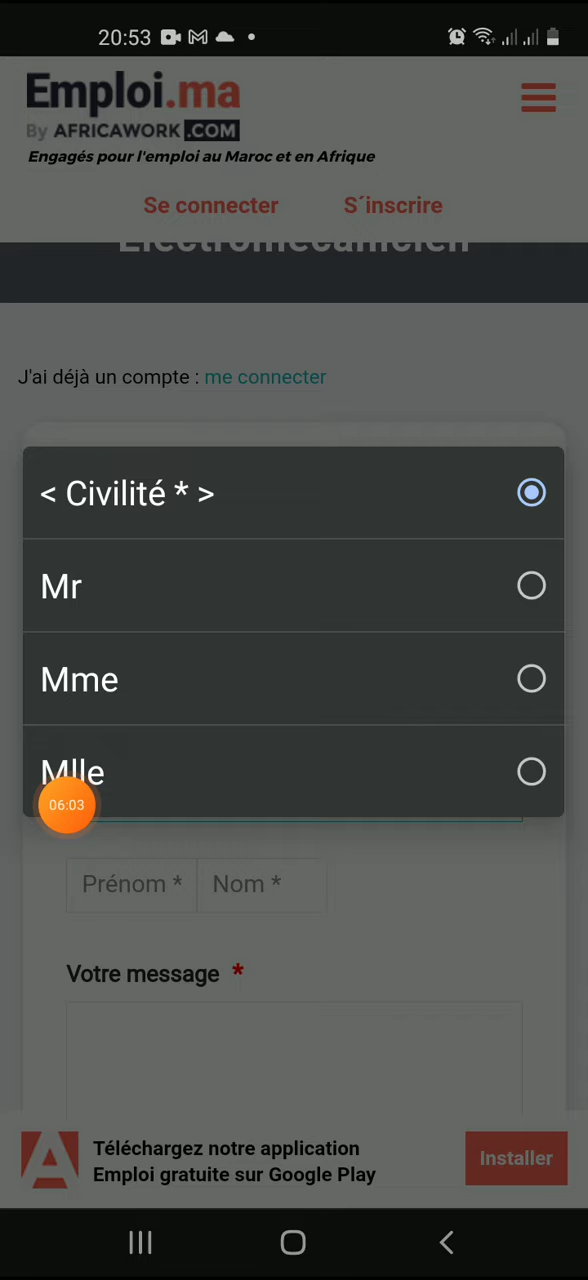 20:53
Emploi.ma
By AFRICAWORK.COM
Engagés pour l'emploi au Maroc et en Afrique
Se connecter S´inscrire
Electromécanicien
J'ai déjà un compte : me connecter
< Civilité * >
Mr
Mme
Mlle
06:03
Prénom * Nom *
Votre message *
Téléchargez notre application
Emploi gratuite sur Google Play
Installer